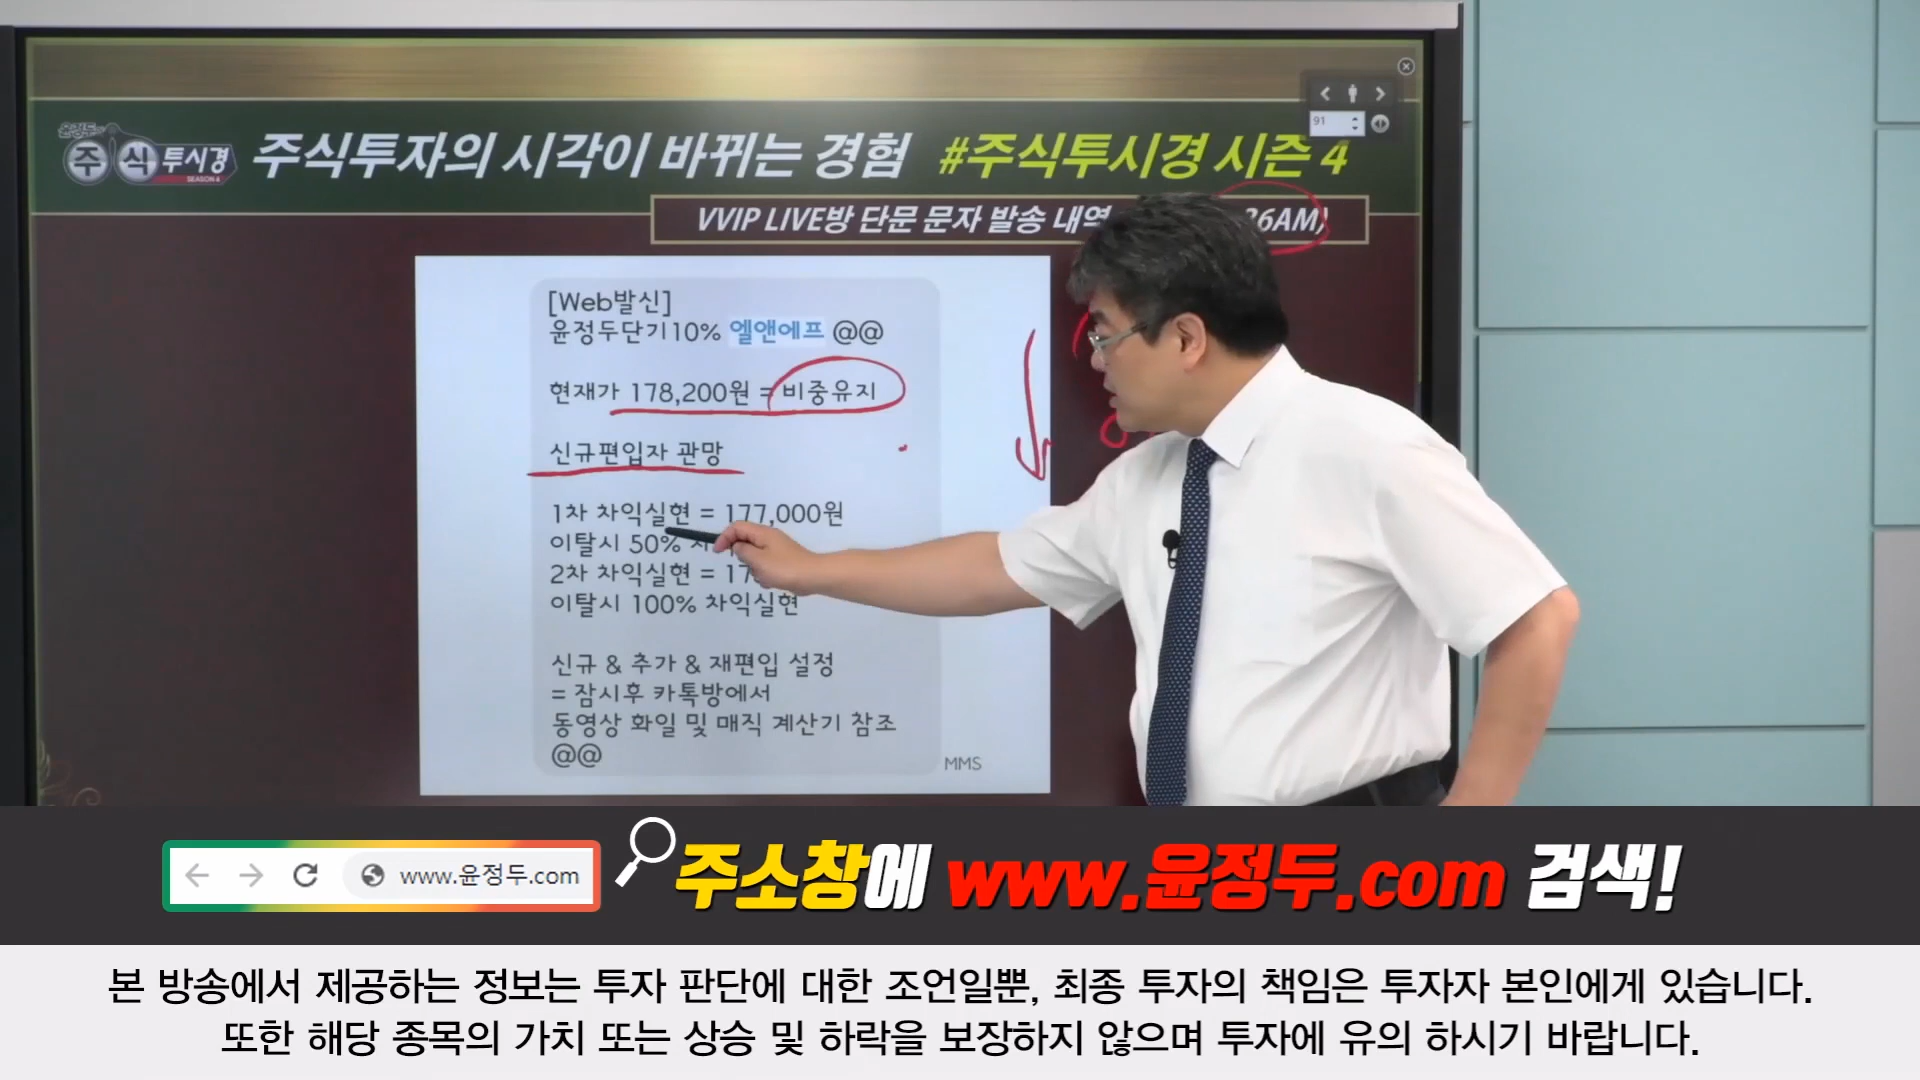 윤정두
주식투시경
SEASON 4
주식투자의 시각이 바뀌는 경험 #주식투시경 시즌 4
91
VVIP LIVE방 단문 문자 발송 내역 36AM)
[Web발신]
윤정두단기10% 엘앤에프 @@
현재가 178,200원 = 비중유지
신규편입자 관망
1차 차익실현 = 177,000원
이탈시 50%
2차 차익실현 =
이탈시 100% 차익실현
신규 & 추가 & 재편입 설정
= 잠시후 카톡방에서
동영상 화일 및 매직 계산기 참조
@@
MMS
www.윤정두.com
주소창에 www.윤정두.com 검색!
본 방송에서 제공하는 정보는 투자 판단에 대한 조언일뿐, 최종 투자의 책임은 투자자 본인에게 있습니다.
또한 해당 종목의 가치 또는 상승 및 하락을 보장하지 않으며 투자에 유의 하시기 바랍니다.